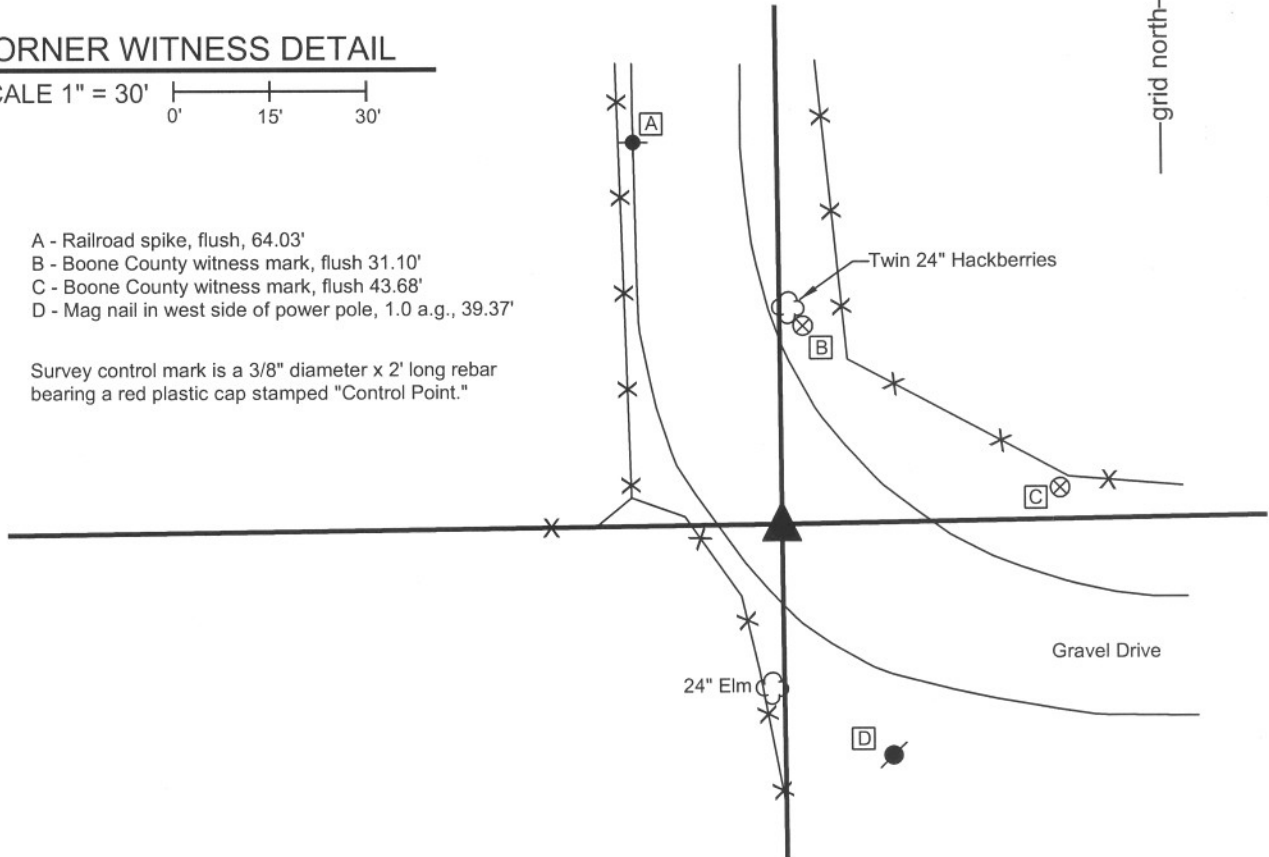 ORNER WITNESS DETAIL
CALE 1" = 30'
0' 15' 30'
A - Railroad spike, flush, 64.03'
B - Boone County witness mark, flush 31.10'
C - Boone County witness mark, flush 43.68'
D - Mag nail in west side of power pole, 1.0 a.g., 39.37'
Survey control mark is a 3/8" diameter x 2' long rebar
bearing a red plastic cap stamped "Control Point."
grid north
A
Twin 24" Hackberries
B
C
Gravel Drive
24" Elm
D